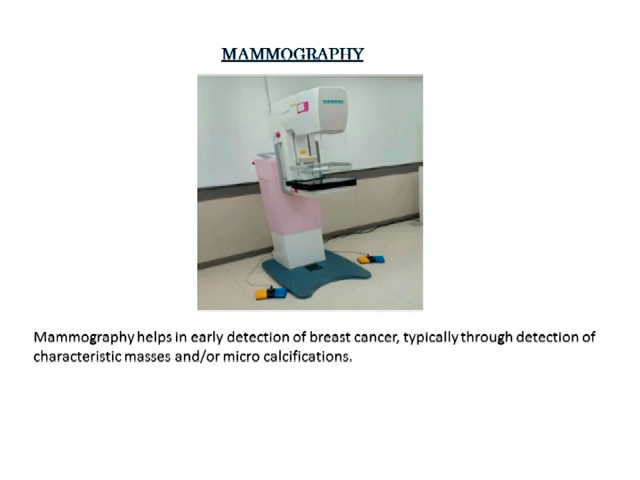 MAMMOGRAPHY
SIEMENS
Mammography helps in early detection of breast cancer, typically through detection of
characteristic masses and/or micro calcifications.